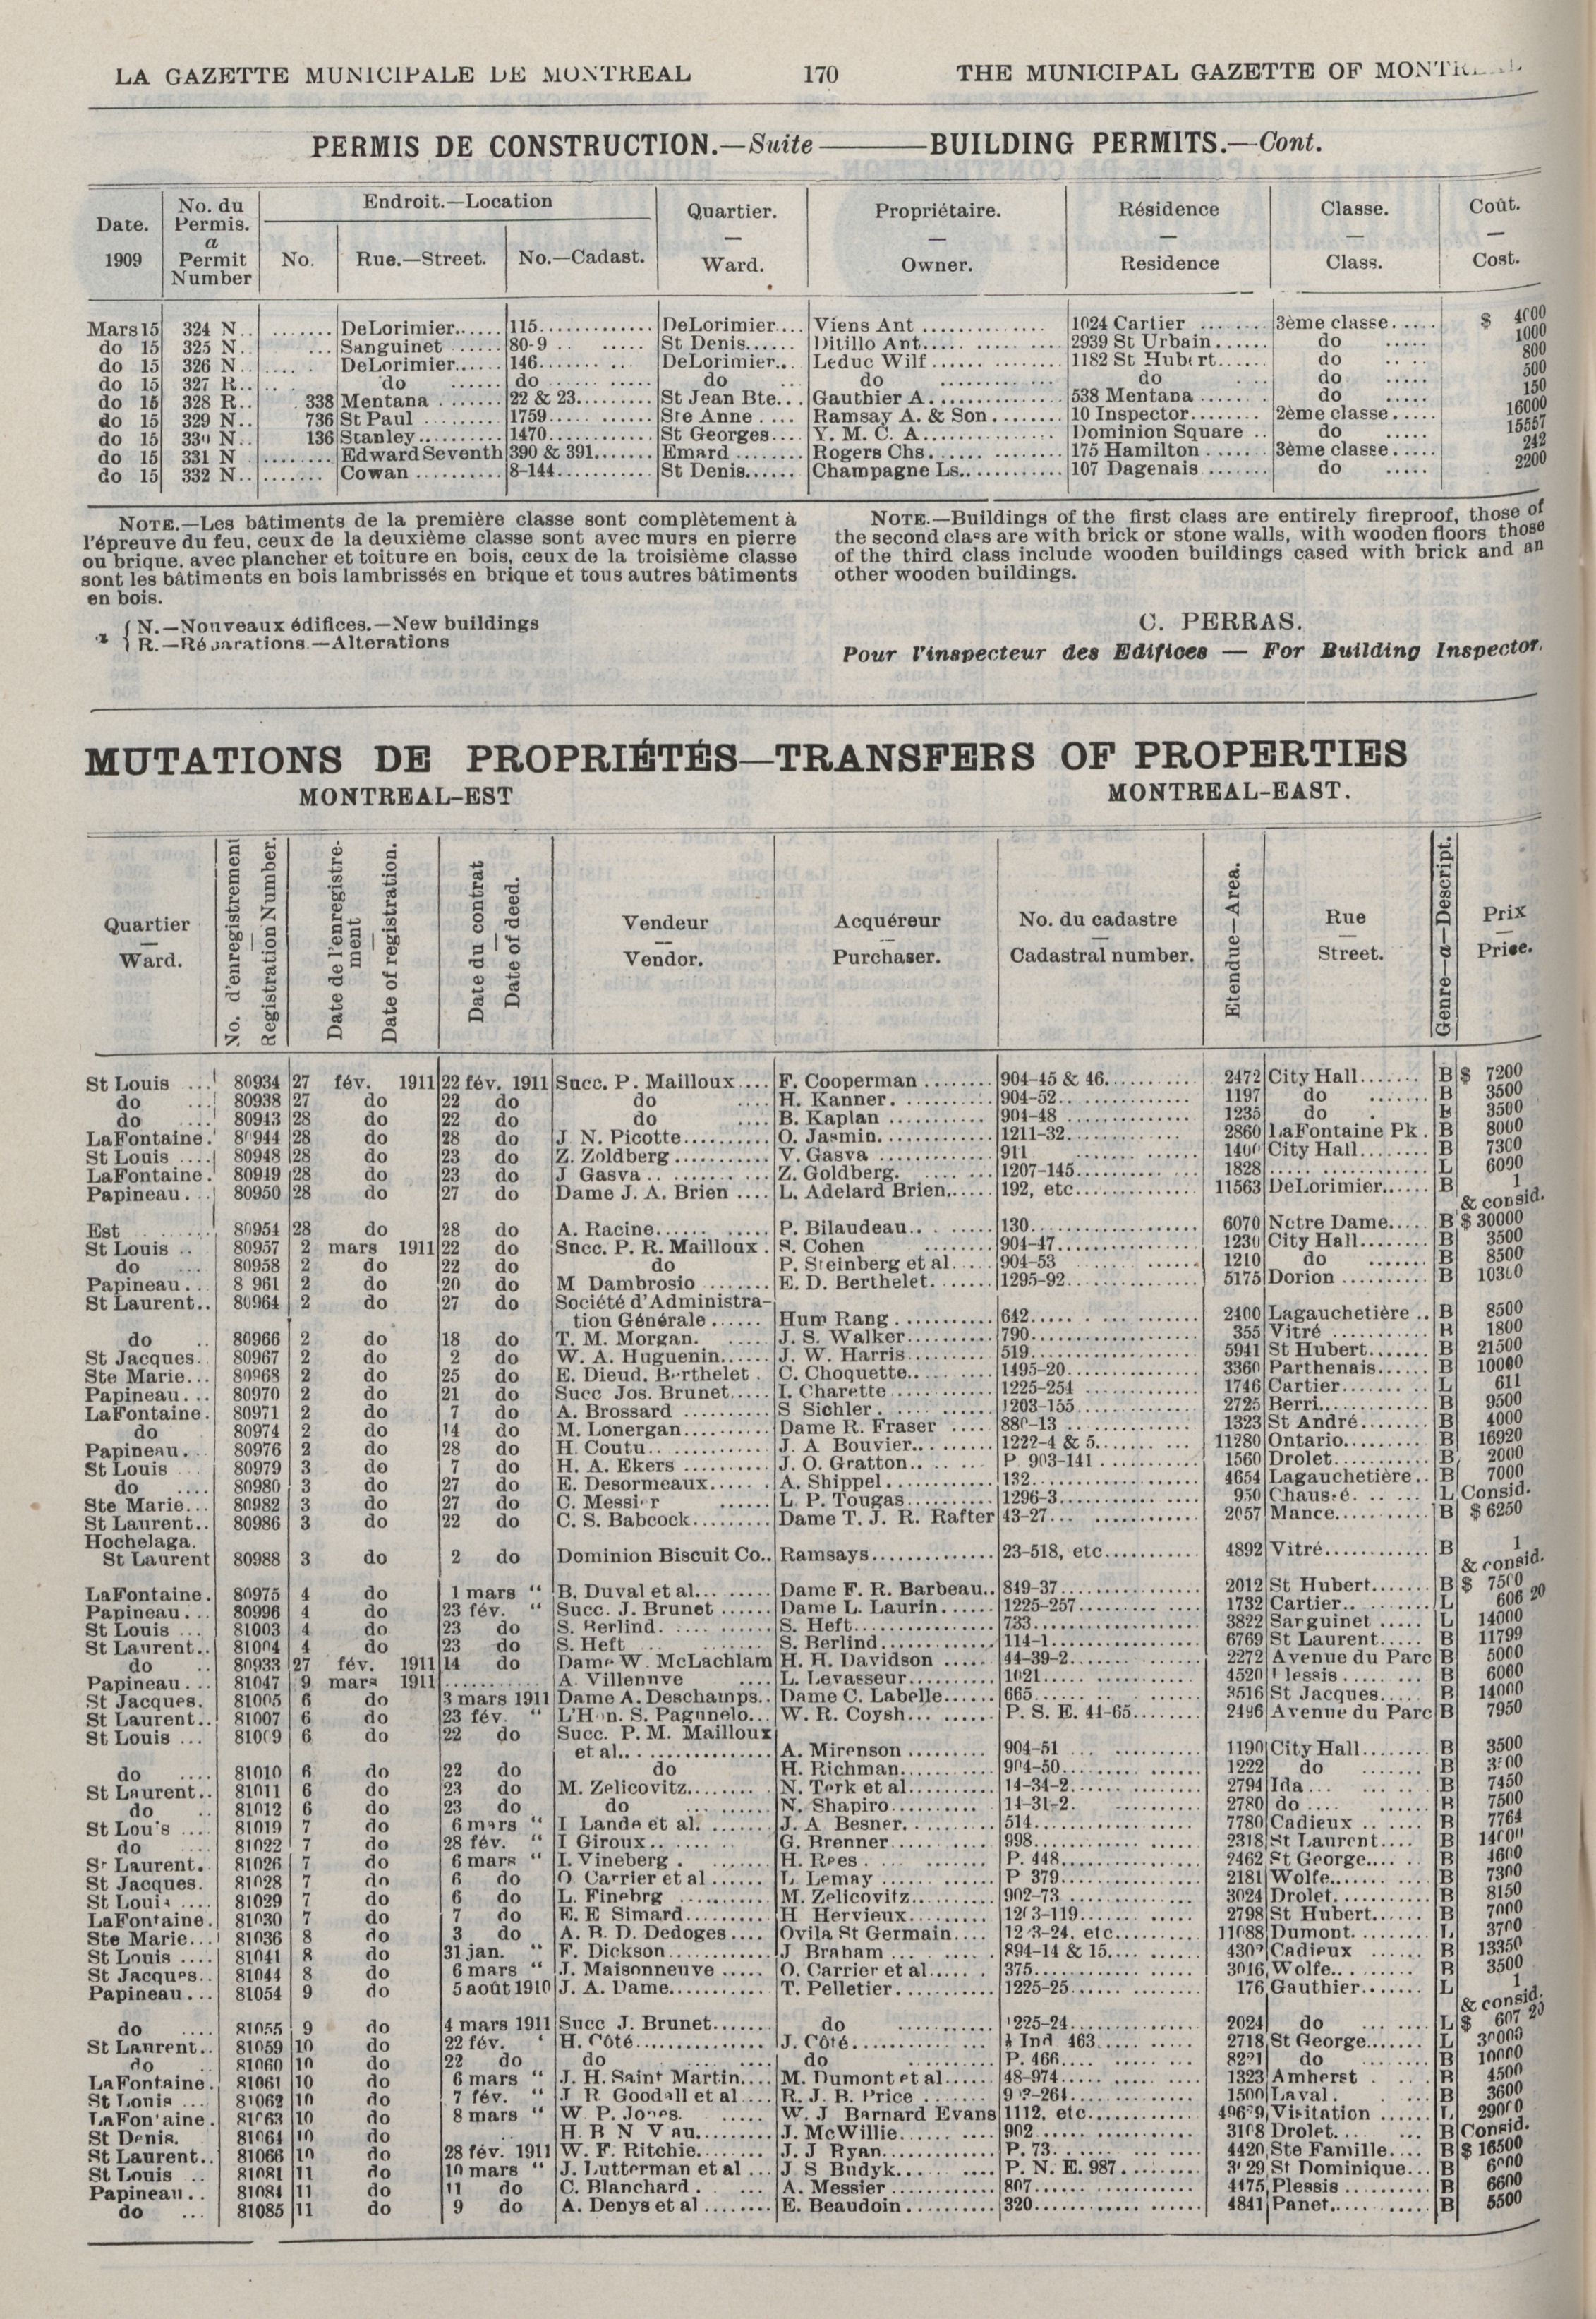 LA GAZETTE MUNICIPALE DE MONTREAL 170 THE MUNICIPAL GAZETTE OF
PERMIS DE CONSTRUCTION.—Suite ——— BUILDING PERMITS.—Cont.
Date. 1909 No. du Permis. a Permit Number Endroit.—Location No. Rue.—Street. No.—Cadast. Quartier. — Ward. Propriétaire. — Owner. Résidence — Residence Classe. — Class. Coût. — Cost.
Mars 15 324 N.. ....... DeLorimier...... 115............. DeLorimier.... Viens Ant .............. 1024 Cartier ........ 3ème classe..... $ 4000
do 15 325 N.. ... Sanguinet ...... 80-9 .. ..... St Denis...... Ditillo Ant............. 2939 St Urbain...... do ..... 1000
do 15 326 N.. .... DeLorimier...... 146....... ... DeLorimier... Leduc Wilf .............. 1182 St Hubert...... do ..... 800
do 15 327 R.. .. do ...... do ... ..... do ... do ............. do ... do ..... 500
do 15 328 R.. 338 Mentana ....... 22 & 23......... St Jean Bte... Gauthier A.............. 538 Mentana ....... do ..... 150
do 15 329 N.. 736 St Paul ......... 1759............ Ste Anne .... Ramsay A. & Son........ 10 Inspector........ 2ème classe..... 16000
do 15 330 N.. 136 Stanley.......... 1470............ St Georges.... Y. M. C. A.............. Dominion Square .. do ..... 15557
do 15 331 N ........ Edward Seventh 390 & 391....... Emard ........ Rogers Chs............... 175 Hamilton ...... 3ème classe..... 242
do 15 332 N.. ....... Cowan .......... 8-144........... St Denis...... Champagne Ls............ 107 Dagenais ....... do ..... 2200
NOTE.—Les bâtiments de la première classe sont complètement à
l'épreuve du feu, ceux de la deuxième classe sont avec murs en pierre
ou brique, avec plancher et toiture en bois, ceux de la troisième classe
sont les bâtiments en bois lambrissés en brique et tous autres bâtiments
en bois.
N.—Nouveaux édifices.—New buildings
R.—Réparations.—Alterations
NOTE.—Buildings of the first class are entirely fireproof, those of
the second class are with brick or stone walls, with wooden floors those
of the third class include wooden buildings cased with brick and an
other wooden buildings.
C. PERRAS.
Pour l'inspecteur des Edifices — For Building Inspector.
MUTATIONS DE PROPRIÉTÉS—TRANSFERS OF PROPERTIES
MONTREAL-EST MONTREAL-EAST.
Quartier — Ward. No. d'enregistrement — Registration Number. Date de l'enregistrement — Date of registration. Date du contrat — Date of deed. Vendeur — Vendor. Acquéreur — Purchaser. No. du cadastre — Cadastral number. Etendue—Area. Rue — Street. Genre—a—Descript. Prix — Price.
St Louis .... 80934 27 fév. 1911 22 fév. 1911 Succ. P. Mailloux .... F. Cooperman ........ 904-45 & 46........... 2472 City Hall....... B $ 7200
do .... 80938 27 do 22 do do .... H. Kanner. .......... 904-52.. ............ 1197 do ....... B 3500
do .... 80943 28 do 22 do do .... B. Kaplan ........... 904-48 .............. 1235 do . B 3500
LaFontaine. 80944 28 do 28 do J N. Picotte.......... O. Jasmin............ 1211-32............. 2860 LaFontaine Pk . B 8000
St Louis .... 80948 28 do 23 do Z. Zoldberg ........... V. Gasva ............ 911 ........ 1400 City Hall........ B 7300
LaFontaine. 80949 28 do 23 do J Gasva .. ........ Z. Goldberg. ...... 1207-145............ 1828 ................ L 6000
Papineau. .. 80950 28 do 27 do Dame J. A. Brien .... L. Adelard Brien...... 192, etc............. 11563 DeLorimier...... B 1
& consid.
Est ........ 80954 28 do 28 do A. Racine............ P. Bilaudeau.. ....... 130................. 6070 Notre Dame..... B $ 30000
St Louis .. 80957 2 mars 1911 22 do Succ. P. R. Mailloux . S. Cohen ........ 904-47............... 1230 City Hall........ B 3500
do ... 80958 2 do 22 do do P. Steinberg et al..... 904-53 ...... 1210 do ....... B 8500
Papineau... 8 961 2 do 20 do M Dambrosio ....... E. D. Berthelet....... 1295-92............. 5175 Dorion .......... B 10300
St Laurent.. 80964 2 do 27 do Société d'Administra-
tion Générale ...... Hum Rang ........... 642................. 2400 Lagauchetière .. B 8500
do .. 80966 2 do 18 do T. M. Morgan. ...... J. S. Walker.......... 790................. 355 Vitré ........... B 1800
St Jacques.. 80967 2 do 2 do W. A. Huguenin...... J. W. Harris.......... 519................. 5941 St Hubert....... B 21500
Ste Marie... 80968 2 do 25 do E. Dieud. Berthelet . C. Choquette......... 1495-20............. 3360 Parthenais...... B 10000
Papineau. .. 80970 2 do 21 do Succ Jos. Brunet..... I. Charette .......... 1225-254 ............ 1746 Cartier......... L 611
LaFontaine. 80971 2 do 7 do A. Brossard .......... S Sichler . ........ 1203-155............ 2725 Berri............ B 9500
do 80974 2 do 14 do M. Lonergan.......... Dame R. Fraser .... 880-13 .............. 1323 St André........ B 4000
Papineau... 80976 2 do 28 do H. Coutu.. ........... J. A Bouvier......... 1222-4 & 5...... ... 11280 Ontario......... B 16920
St Louis ... 80979 3 do 7 do H. A. Ekers .......... J. O. Gratton........ P 903-141 ........... 1560 Drolet.......... B 2000
do .... 80980 3 do 27 do E. Desormeaux...... . A. Shippel........... 132................. 4654 Lagauchetière.. B 7000
Ste Marie... 80982 3 do 27 do C. Messier ...... L. P. Tougas.......... 1296-3............... 950 Chaussé. .. ... L Consid.
St Laurent.. 80986 3 do 22 do C. S. Babcock......... Dame T. J. R. Rafter 43-27... ............ 2057 Mance........... B $ 6250
Hochelaga.
St Laurent 80988 3 do 2 do Dominion Biscuit Co.. Ramsays.............. 23-518, etc........... 4892 Vitré............ B 1
& consid.
LaFontaine. 80975 4 do 1 mars " B. Duval et al......... Dame F. R. Barbeau.. 849-37............... 2012 St Hubert....... B $ 7500
Papineau. .. 80996 4 do 23 fév. " Succ. J. Brunet ...... Dame L. Laurin...... 1225-257............. 1732 Cartier.......... L 606 20
St Louis ... 81003 4 do 23 do S. Berlind. .......... S. Heft............... 733................. 3822 Sanguinet ..... L 14000
St Laurent.. 81004 4 do 23 do S. Heft ... ....... S. Berlind............ 114-1............... 6769 St Laurent..... B 11799
do .. 80933 27 fév. 1911 14 do Dame W. McLachlam H. H. Davidson ..... 44-39-2.............. 2272 Avenue du Parc B 5000
Papineau... 81047 9 mars 1911 .......... A. Villenuve .... L. Levasseur......... 1021................. 4520 Plessis ........ B 6060
St Jacques. 81005 6 do 3 mars 1911 Dame A. Deschamps.. Dame C. Labelle...... 665................. 3516 St Jacques..... B 14000
St Laurent.. 81007 6 do 23 fév. " L'Hon. S. Pagnnelo... W. R. Coysh.......... P. S. E. 41-65........ 2496 Avenue du Parc B 7950
St Louis ... 81009 6 do 22 do Succ. P. M. Mailloux
et al................. A. Mirenson ......... 904-51 ... .......... 1190 City Hall........ B 3500
do .... 81010 6 do 22 do do H. Richman.......... 904-50............... 1222 do ....... B 3500
St Laurent.. 81011 6 do 23 do M. Zelicovitz........ N. Terk et al......... 14-34-2.............. 2794 Ida... ...... B 7450
do .. 81012 6 do 23 do do ......... N. Shapiro.......... 14-31-2. .......... 2780 do .... ...... B 7500
St Lou's .... 81019 7 do 6 mars " I Lande et al. ....... J. A Besner.......... 514................. 7780 Cadieux ....... B 7764
do .... 81022 7 do 28 fév. " I Giroux.. ...... G. Brenner.......... 998................. 2318 St Laurent.... B 14000
St Laurent.. 81026 7 do 6 mars " I. Vineberg . ....... H. Rees . ......... P. 448............... 2462 St George....... B 4600
St Jacques. 81028 7 do 6 do O. Carrier et al ...... L. Lemay ........... P 379............... 2181 Wolfe.......... B 7300
St Louis .... 81029 7 do 6 do L. Finebrg .......... M. Zelicovitz......... 902-73 .............. 3024 Drolet.......... B 8150
LaFontaine. 81030 7 do 7 do E. E Simard.......... H Hervieux......... 1203-119............. 2798 St Hubert...... B 7000
Ste Marie... 81036 8 do 3 do A. R. D. Dedoges .... Ovila St Germain.... 12 3-24, etc......... 11088 Dumont......... L 3700
St Louis .... 81041 8 do 31 jan. " F. Dickson........... J Braham ... ..... 894-14 & 15.......... Cadieux ...... B 13350
St Jacques.. 81044 8 do 6 mars " J. Maisonneuve ..... O. Carrier et al...... 375................. 3016 Wolfe.......... B 3500
Papineau... 81054 9 do 5 août 1910 J. A. Dame........... T. Pelletier........... 1225-25............. 176 Gauthier....... L 1
& consid.
do .... 81055 9 do 4 mars 1911 Succ J. Brunet....... do .......... 1225-24.............. 2024 do ....... L $ 607 20
St Laurent.. 81059 10 do 22 fév. ' H. Côté.............. J. Côté.............. Ind 463............. 2718 St George....... L 30000
do .. 81060 10 do 22 do do ........ do .......... P. 466............... do ....... B 10000
LaFontaine. 81061 10 do 6 mars " J. H. Saint Martin.... M. Dumont et al...... 48-974.............. 1323 Amherst . ... B 4500
St Louis ... 81062 10 do 7 fév. " J R Goodall et al .... R. J. B. Price ....... 9 2-264.............. 1500 Laval . ..... B 3600
LaFon'aine. 81063 10 do 8 mars " W P. Jones. ..... W. J Barnard Evans 1112, etc............ Visitation ...... L 29000
St Denis. 81064 10 do .. H. B N Vau......... J. McWillie.......... 902................. 3108 Drolet.......... B Consid.
St Laurent.. 81066 10 do 28 fév. 1911 W. F. Ritchie........ J. J Ryan............ P. 73................ 4420 Ste Famille.... B $ 16500
St Louis .. 81081 11 do 10 mars " J. Lutterman et al ... J S Budyk... .... P. N. E. 987......... 3 29 St Dominique... B 6000
Papineau .. 81084 11 do 11 do C. Blanchard . ... A. Messier ........... 807................. 4475 Plessis ......... B 6600
do ... 81085 11 do 9 do A. Denys et al ........ E. Beaudoin.......... 320................. 4841 Panet........... B 5500